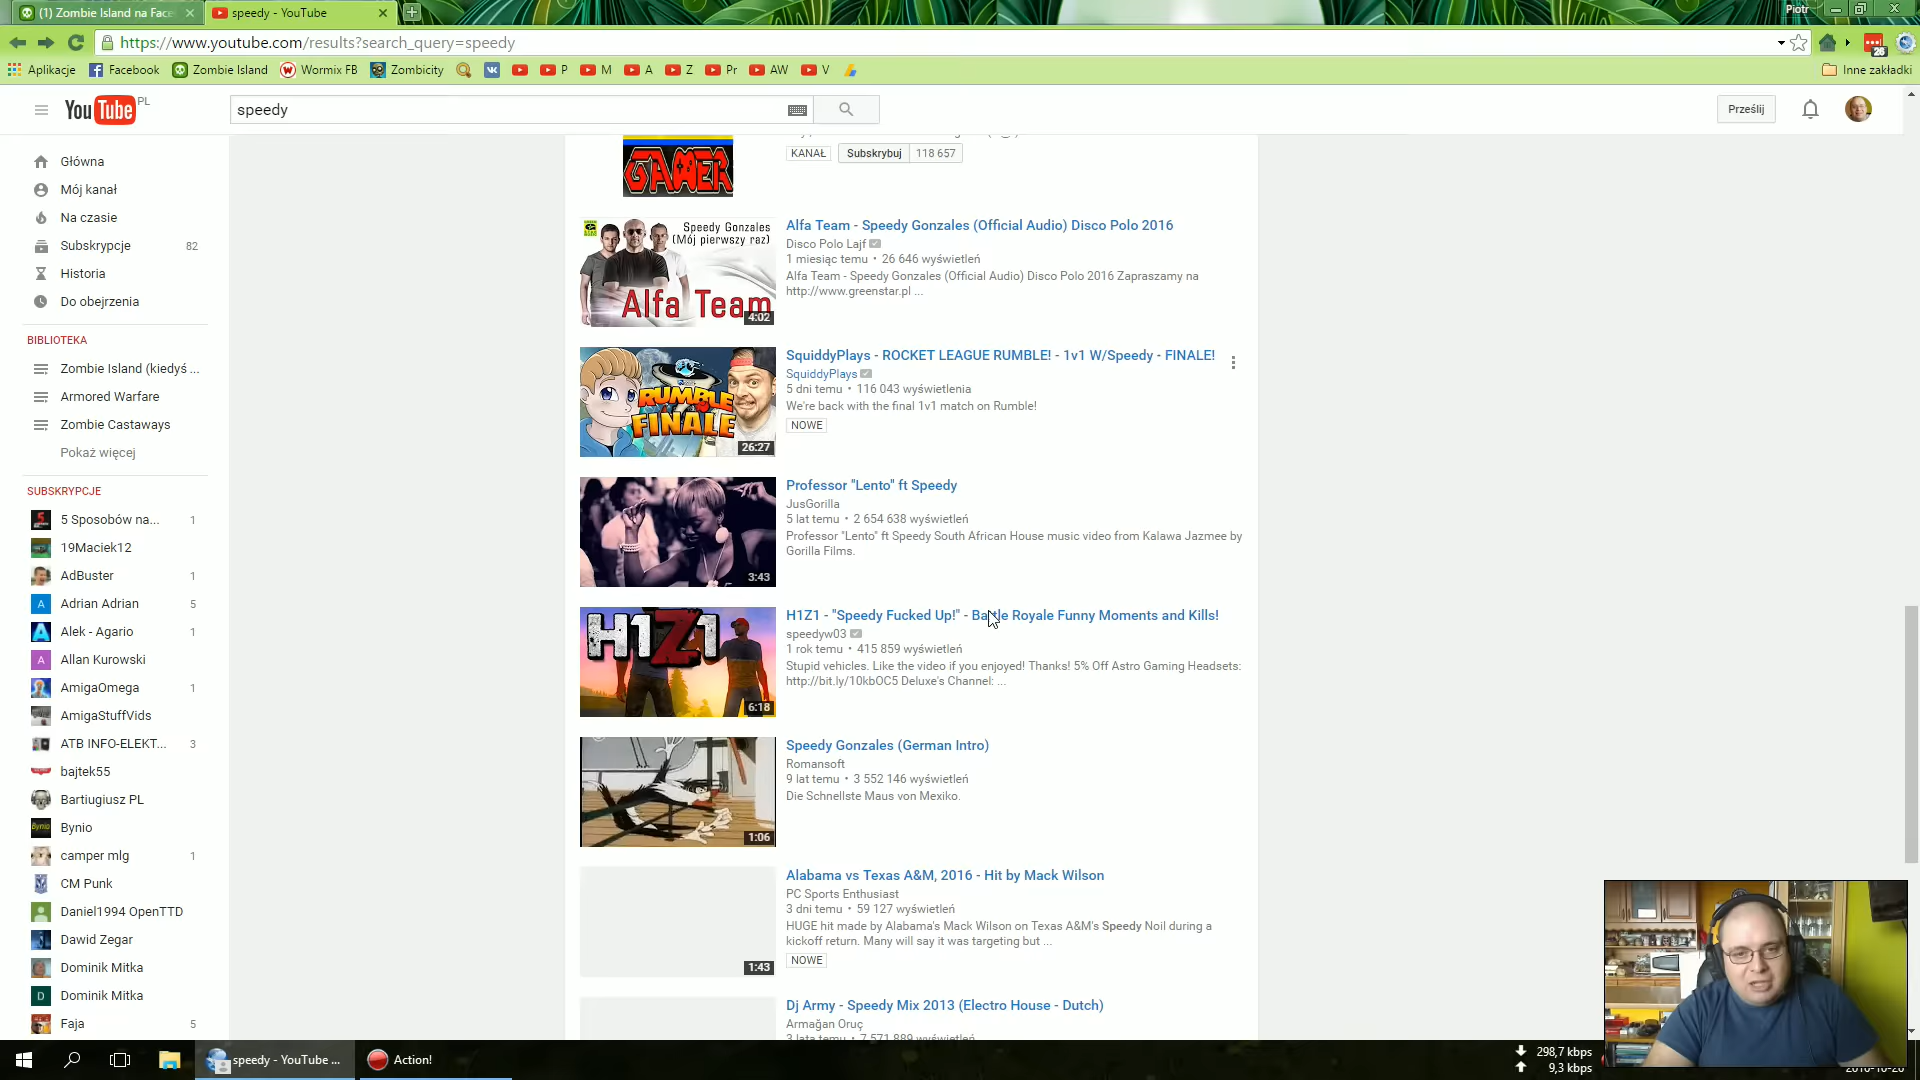 (1) Zombie Island na Face
speedy - YouTube
Piotr
https://www.youtube.com/results?search_query=speedy
28
Aplikacje
Facebook
Zombie Island
Wormix FB
Zombicity
P
M
A
Z
Pr
AW
V
Inne zakładki
YouTube PL
speedy
Prześlij
Główna
Mój kanał
Na czasie
Subskrypcje 82
Historia
Do obejrzenia
BIBLIOTEKA
Zombie Island (kiedyś ...
Armored Warfare
Zombie Castaways
Pokaż więcej
SUBSKRYPCJE
5 Sposobów na... 1
19Maciek12
AdBuster 1
A Adrian Adrian 5
Alek - Agario 1
A Allan Kurowski
AmigaOmega 1
AmigaStuffVids
ATB INFO-ELEKT... 3
bajtek55
Bartiugiusz PL
Bynio
camper mlg 1
CM Punk
Daniel1994 OpenTTD
Dawid Zegar
Dominik Mitka
D Dominik Mitka
Faja 5
GAMER
KANAŁ Subskrybuj 118 657
Speedy Gonzales
(Mój pierwszy raz)
Alfa Team
4:02
Alfa Team - Speedy Gonzales (Official Audio) Disco Polo 2016
Disco Polo Lajf
1 miesiąc temu • 26 646 wyświetleń
Alfa Team - Speedy Gonzales (Official Audio) Disco Polo 2016 Zapraszamy na
http://www.greenstar.pl ...
RUMBLE
FINALE
26:27
SquiddyPlays - ROCKET LEAGUE RUMBLE! - 1v1 W/Speedy - FINALE!
SquiddyPlays
5 dni temu • 116 043 wyświetlenia
We're back with the final 1v1 match on Rumble!
NOWE
3:43
Professor "Lento" ft Speedy
JusGorilla
5 lat temu • 2 654 638 wyświetleń
Professor "Lento" ft Speedy South African House music video from Kalawa Jazmee by
Gorilla Films.
H1Z1
6:18
H1Z1 - "Speedy Fucked Up!" - Battle Royale Funny Moments and Kills!
speedyw03
1 rok temu • 415 859 wyświetleń
Stupid vehicles. Like the video if you enjoyed! Thanks! 5% Off Astro Gaming Headsets:
http://bit.ly/10kbOC5 Deluxe's Channel: ...
1:06
Speedy Gonzales (German Intro)
Romansoft
9 lat temu • 3 552 146 wyświetleń
Die Schnellste Maus von Mexiko.
1:43
Alabama vs Texas A&M, 2016 - Hit by Mack Wilson
PC Sports Enthusiast
3 dni temu • 59 127 wyświetleń
HUGE hit made by Alabama's Mack Wilson on Texas A&M's Speedy Noil during a
kickoff return. Many will say it was targeting but ...
NOWE
Dj Army - Speedy Mix 2013 (Electro House - Dutch)
Armağan Oruç
3 lata temu • 7 571 889 wyświetleń
speedy - YouTube ...
Action!
298,7 kbps
9,3 kbps